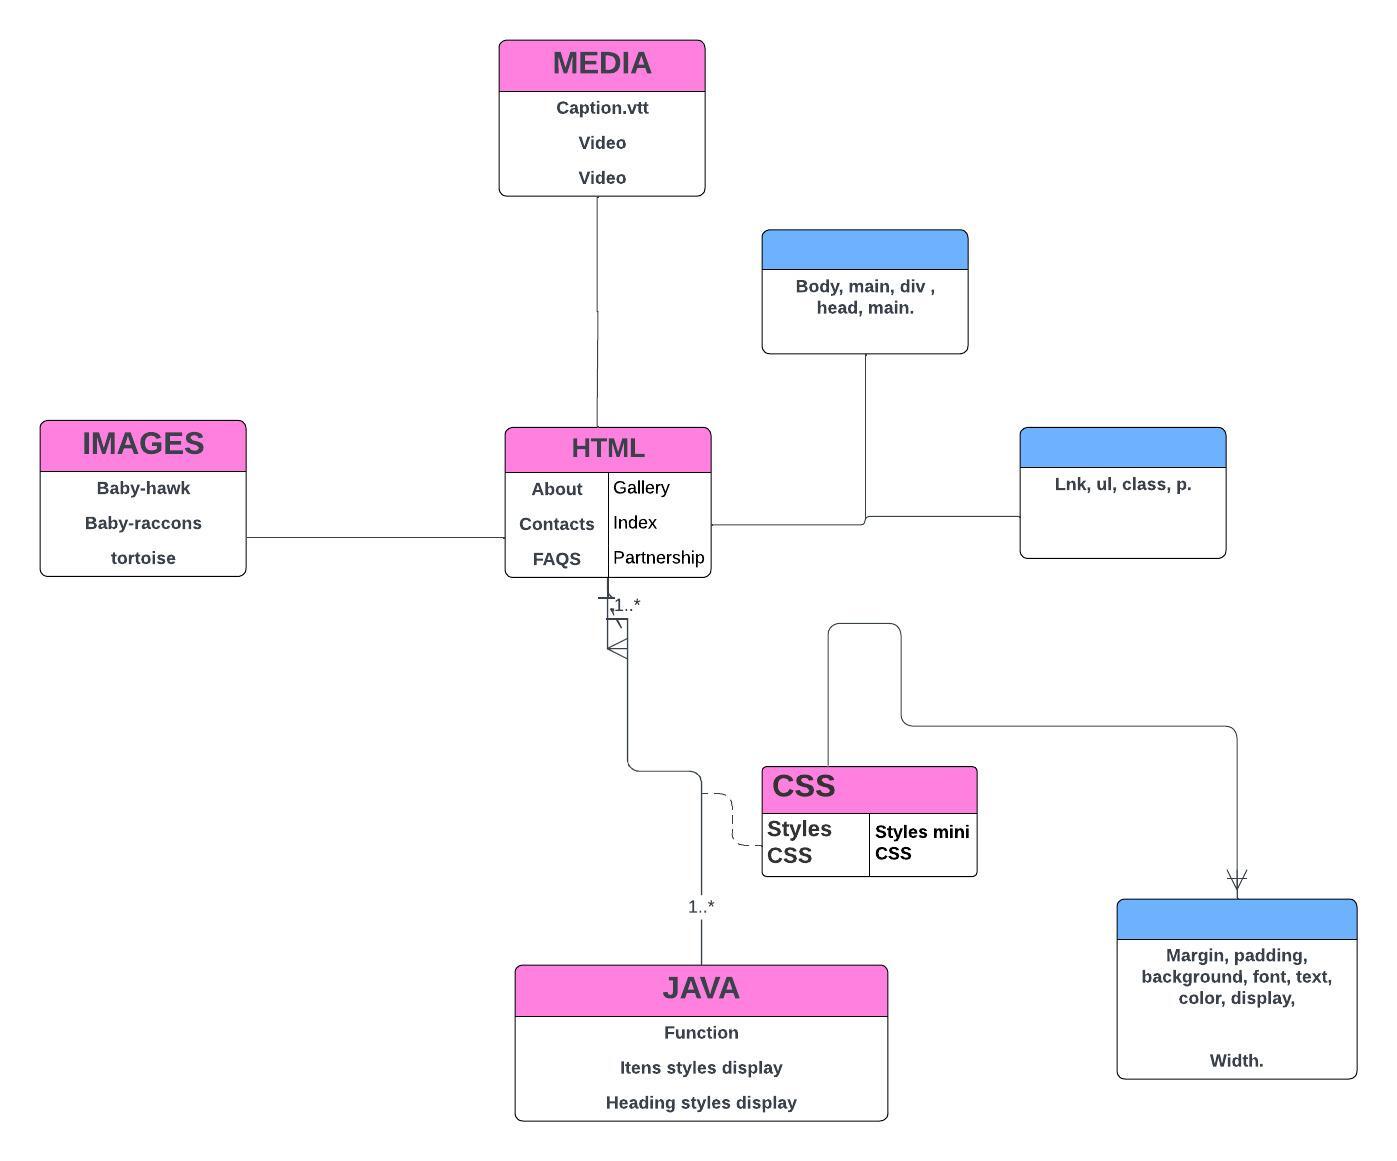 MEDIA
Caption.vtt
Video
Video
Body, main, div ,
head, main.
IMAGES
Baby-hawk
Baby-raccons
tortoise
HTML
About
Contacts
FAQS
Gallery
Index
Partnership
Lnk, ul, class, p.
1..*
CSS
Styles
CSS
Styles mini
CSS
1..*
Margin, padding,
background, font, text,
color, display,
Width.
JAVA
Function
Itens styles display
Heading styles display